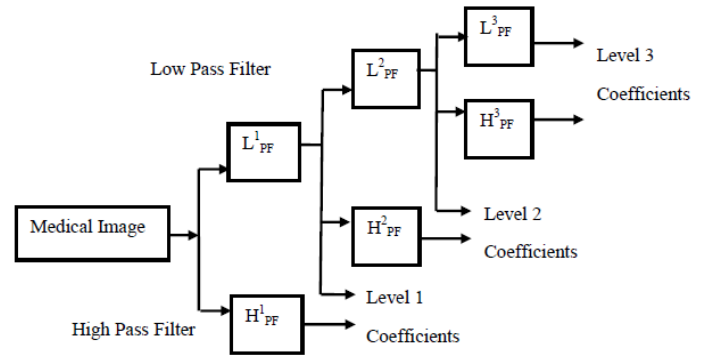 L³PF
Level 3
Low Pass Filter
L²PF
Coefficients
H³PF
L¹PF
Level 2
Medical Image
H²PF
Coefficients
Level 1
High Pass Filter
H¹PF
Coefficients